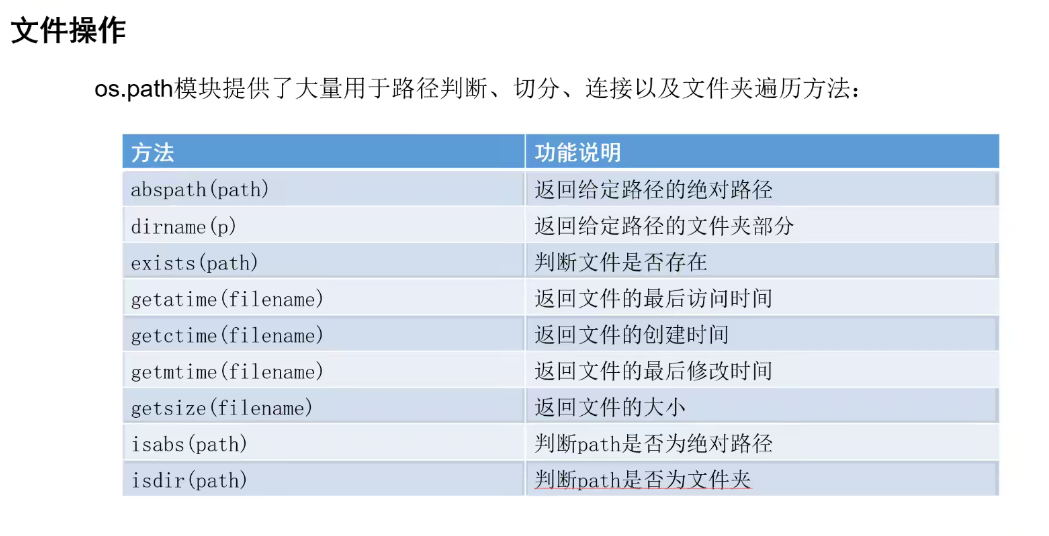 文件操作
os.path模块提供了大量用于路径判断、切分、连接以及文件夹遍历方法：
方法 功能说明
abspath(path) 返回给定路径的绝对路径
dirname(p) 返回给定路径的文件夹部分
exists(path) 判断文件是否存在
getatime(filename) 返回文件的最后访问时间
getctime(filename) 返回文件的创建时间
getmtime(filename) 返回文件的最后修改时间
getsize(filename) 返回文件的大小
isabs(path) 判断path是否为绝对路径
isdir(path) 判断path是否为文件夹